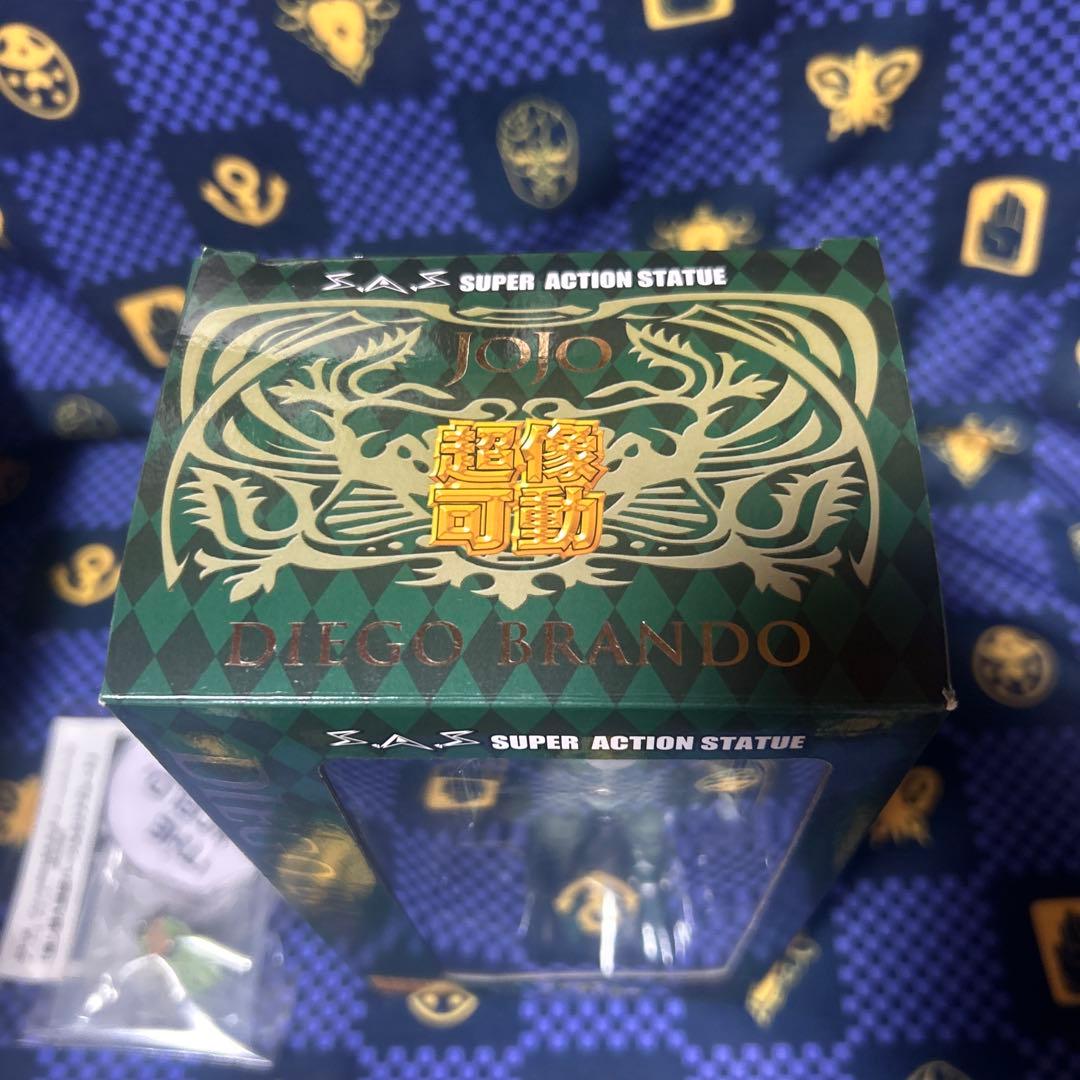 S.A.S SUPER ACTION STATUE
JOJO
超像
可動
DIEGO BRANDO
S.A.S SUPER ACTION STATUE